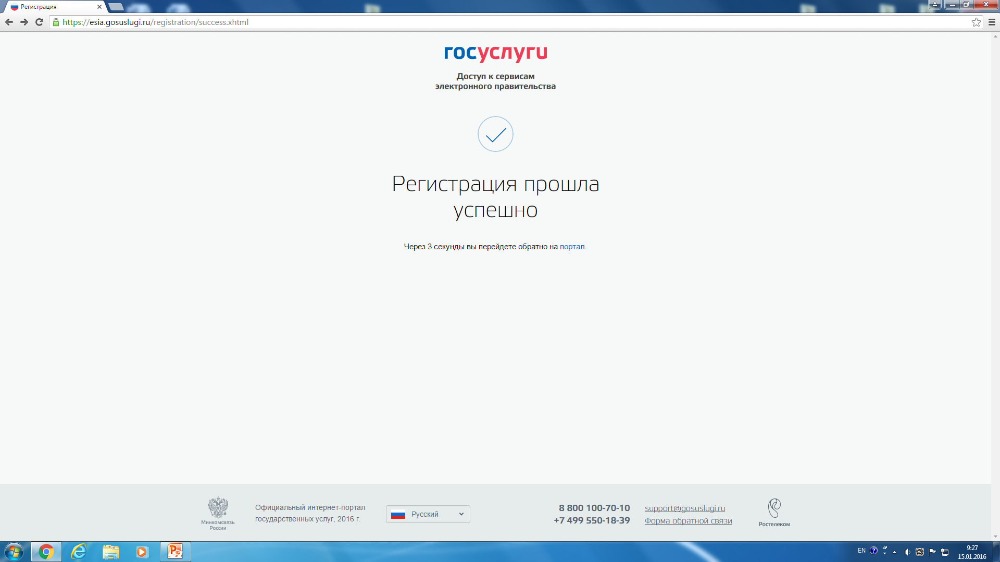 Регистрация
https://esia.gosuslugi.ru/registration/success.xhtml
госуслуги
Доступ к сервисам
электронного правительства
Регистрация прошла
успешно
Через 3 секунды вы перейдете обратно на портал.
Минкомсвязь
России
Официальный интернет-портал
государственных услуг, 2016 г.
Русский
8 800 100-70-10
+7 499 550-18-39
support@gosuslugi.ru
Форма обратной связи
Ростелеком
EN
9:27
15.01.2016